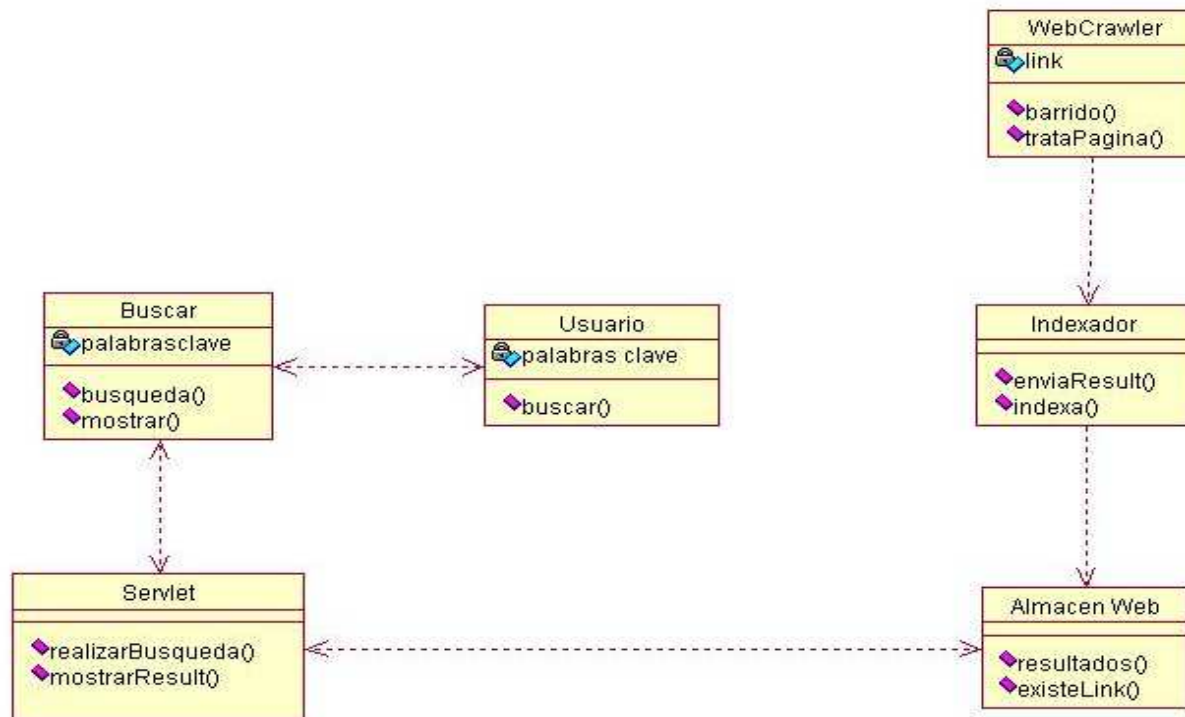 WebCrawler
link
barrido()
trataPagina()
Buscar
palabrasclave
busqueda()
mostrar()
Usuario
palabras clave
buscar()
Indexador
enviaResult()
indexa()
Servlet
realizarBusqueda()
mostrarResult()
Almacen Web
resultados()
existeLink()